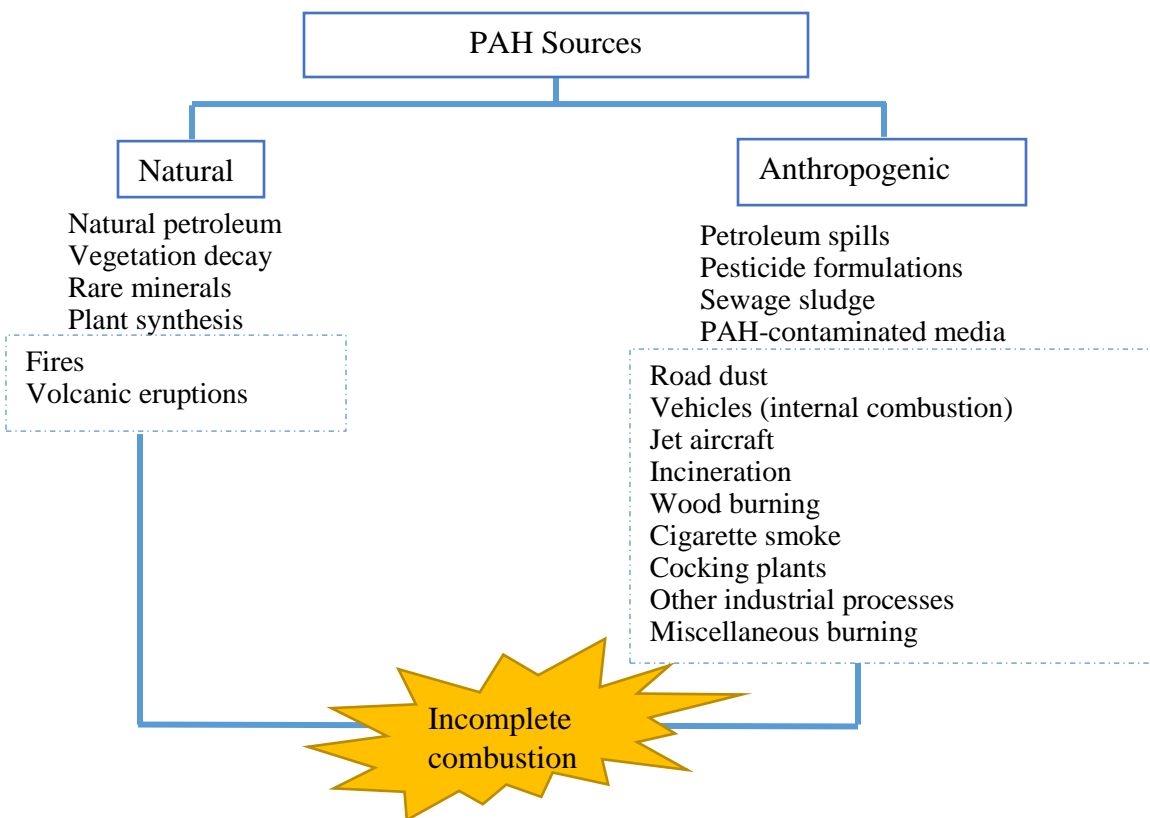 PAH Sources
Natural
Natural petroleum
Vegetation decay
Rare minerals
Plant synthesis
Fires
Volcanic eruptions
Anthropogenic
Petroleum spills
Pesticide formulations
Sewage sludge
PAH-contaminated media
Road dust
Vehicles (internal combustion)
Jet aircraft
Incineration
Wood burning
Cigarette smoke
Cocking plants
Other industrial processes
Miscellaneous burning
Incomplete
combustion